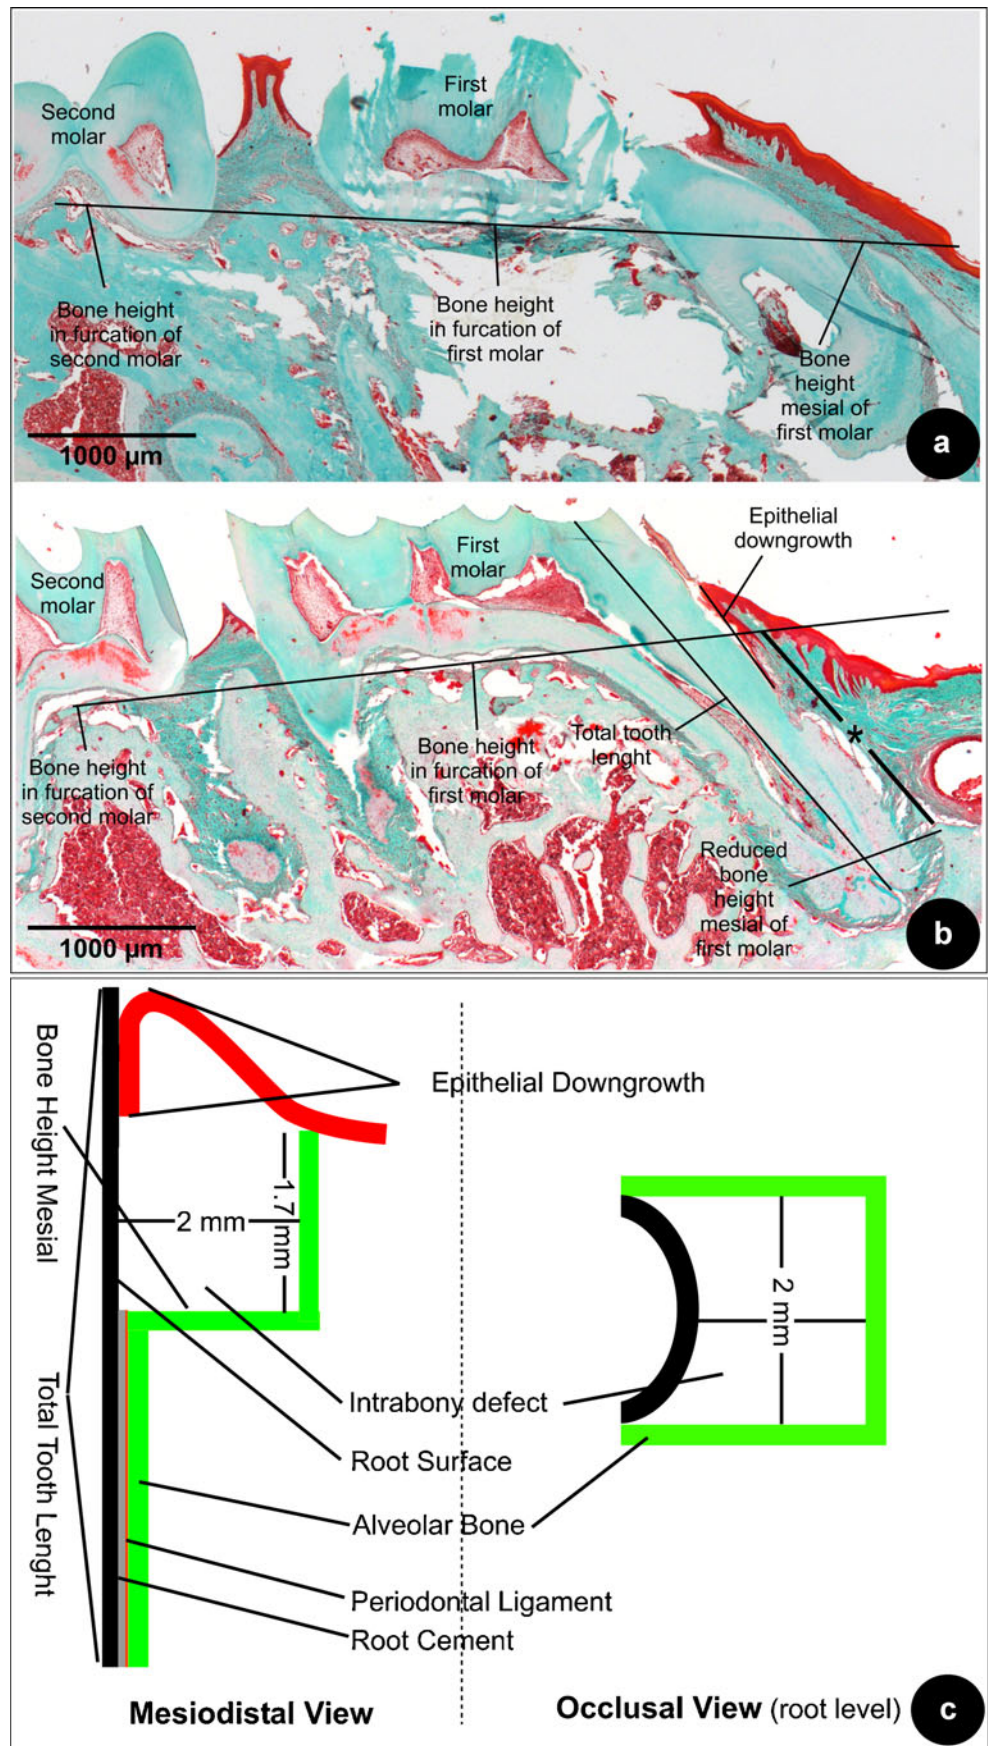 Second
molar
First
molar
Bone height
in furcation of
second molar
Bone height
in furcation of
first molar
Bone
height
mesial of
first molar
1000 µm
a
Epithelial
downgrowth
Second
molar
First
molar
*
Bone height
in furcation of
second molar
Bone height
in furcation of
first molar
Total tooth
lenght
Reduced
bone
height
mesial of
first molar
1000 µm
b
Bone Height Mesial
Total Tooth Lenght
Epithelial Downgrowth
2 mm
1.7 mm
2 mm
Intrabony defect
Root Surface
Alveolar Bone
Periodontal Ligament
Root Cement
Mesiodistal View
Occlusal View (root level)
c